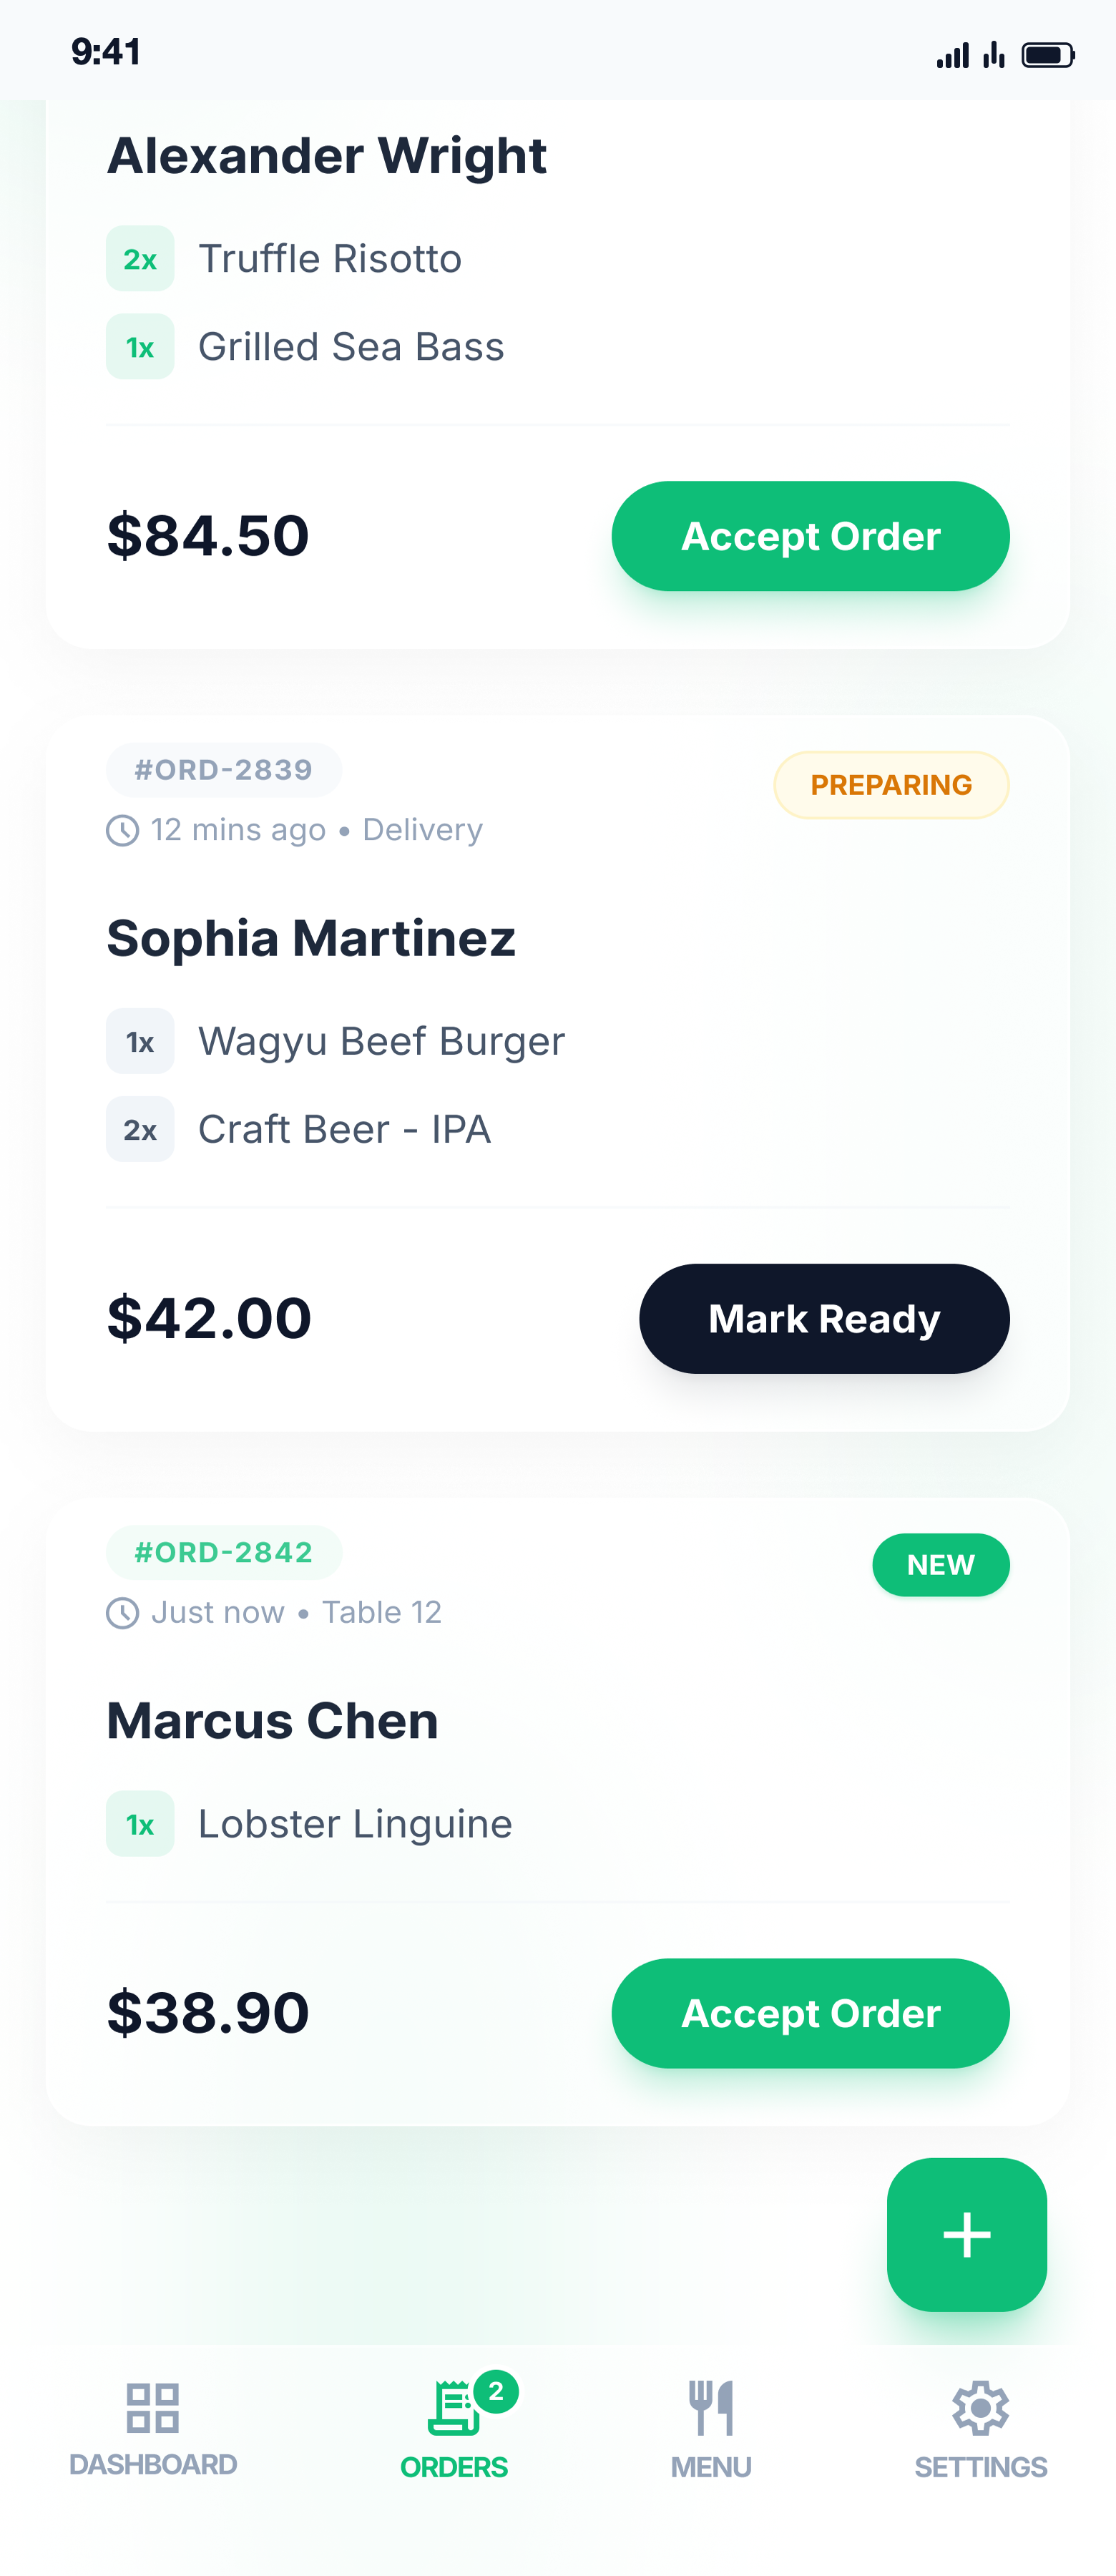 9:41
Alexander Wright
2x Truffle Risotto
1x Grilled Sea Bass
$84.50 Accept Order
#ORD-2839 PREPARING
12 mins ago • Delivery
Sophia Martinez
1x Wagyu Beef Burger
2x Craft Beer - IPA
$42.00 Mark Ready
#ORD-2842 NEW
Just now • Table 12
Marcus Chen
1x Lobster Linguine
$38.90 Accept Order
+
2
DASHBOARD ORDERS MENU SETTINGS